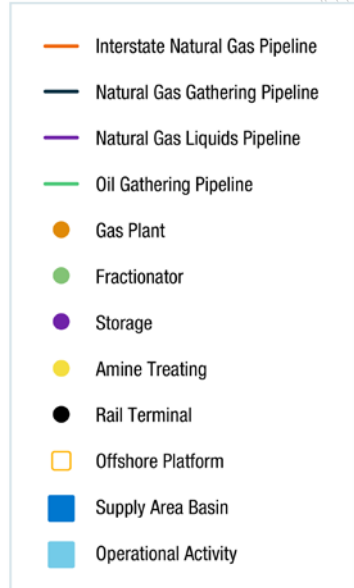 Interstate Natural Gas Pipeline
Natural Gas Gathering Pipeline
Natural Gas Liquids Pipeline
Oil Gathering Pipeline
Gas Plant
Fractionator
Storage
Amine Treating
Rail Terminal
Offshore Platform
Supply Area Basin
Operational Activity